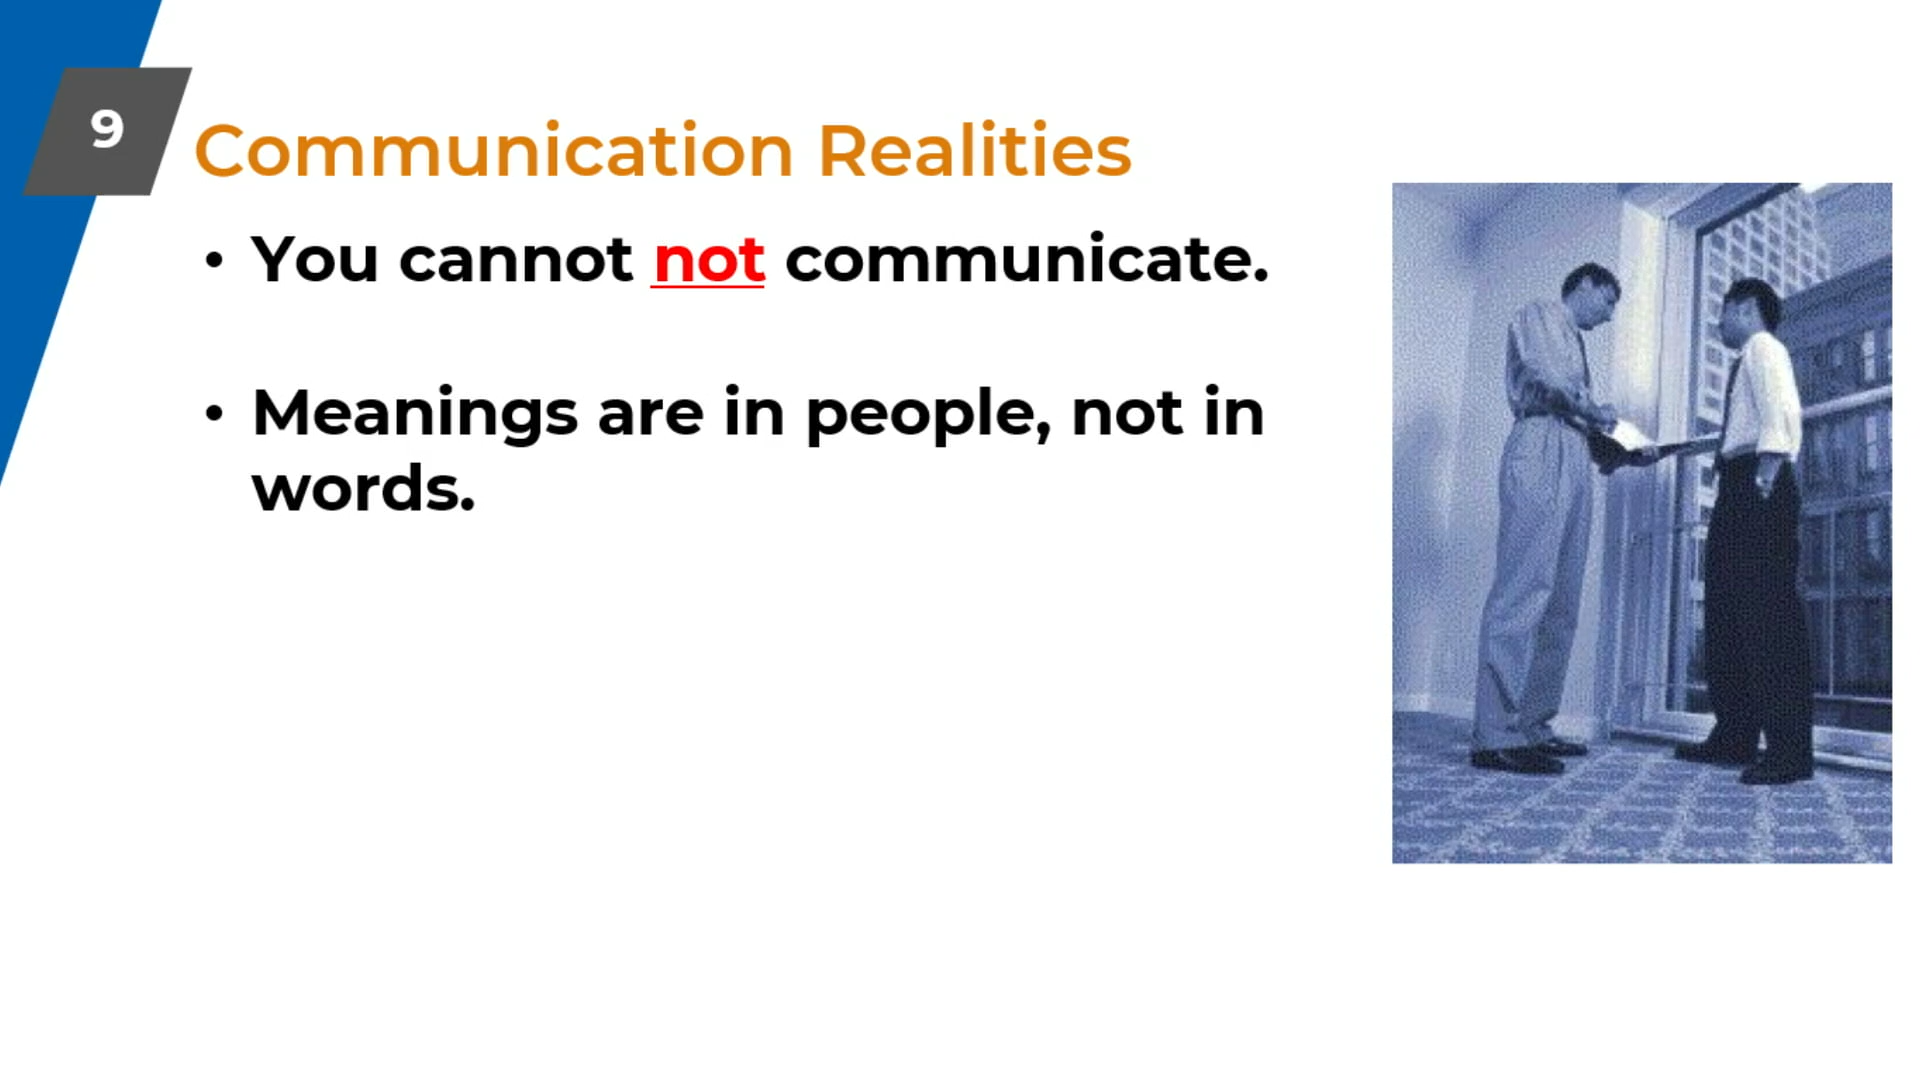 9
Communication Realities
• You cannot not communicate.
• Meanings are in people, not in
words.